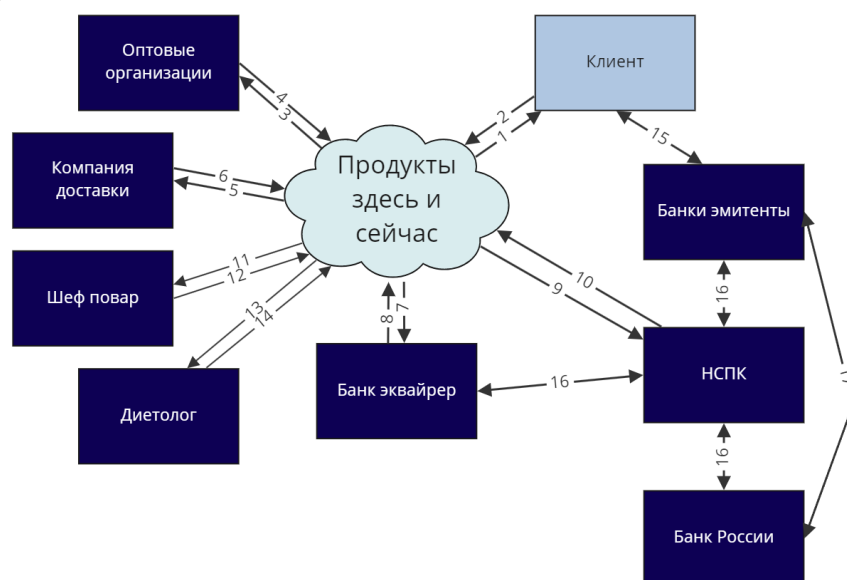 Оптовые
организации
Клиент
4
3
2
1
15
Компания
доставки
6
5
Продукты
здесь и
сейчас
Банки эмитенты
Шеф повар
11
12
10
9
16
13
14
8
7
Диетолог
Банк эквайрер
16
НСПК
16
Банк России